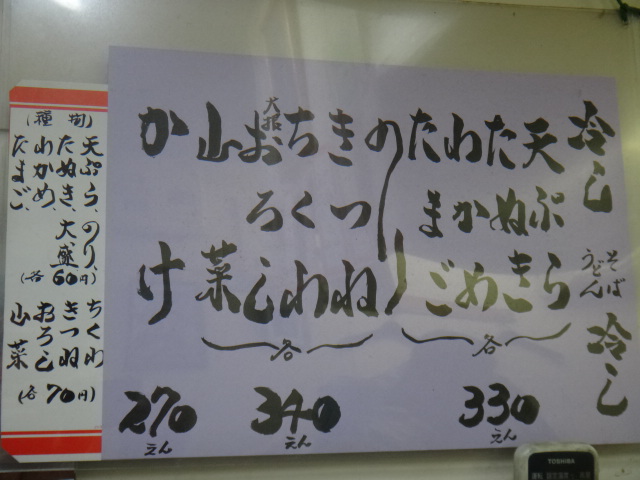 冷し
そば
うどん
冷し
天ぷら
たぬき
わかめ
たまご
のり
各
330
えん
きつね
ちくわ
大根おろし
山菜
各
340
えん
かけ
270
えん
(種物)
天ぷら、のり、
たぬき、大盛
わかめ、
たまご、
(各60円)
ちくわ
きつね
おろし
山菜
(各70円)
TOSHIBA